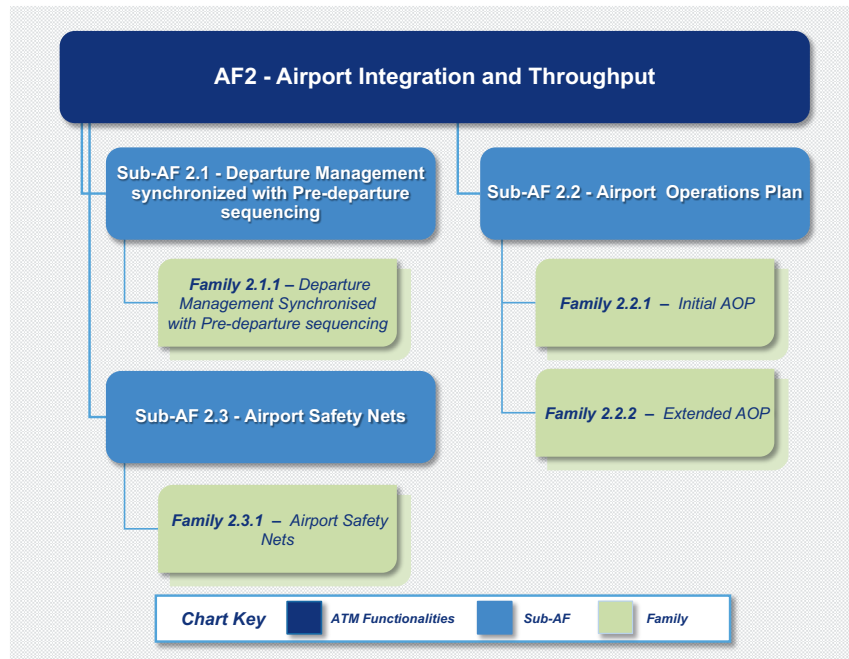 AF2 - Airport Integration and Throughput
Sub-AF 2.1 - Departure Management
synchronized with Pre-departure
sequencing
Family 2.1.1 – Departure
Management Synchronised
with Pre-departure sequencing
Sub-AF 2.3 - Airport Safety Nets
Family 2.3.1 – Airport Safety
Nets
Sub-AF 2.2 - Airport Operations Plan
Family 2.2.1 – Initial AOP
Family 2.2.2 – Extended AOP
Chart Key ATM Functionalities Sub-AF Family